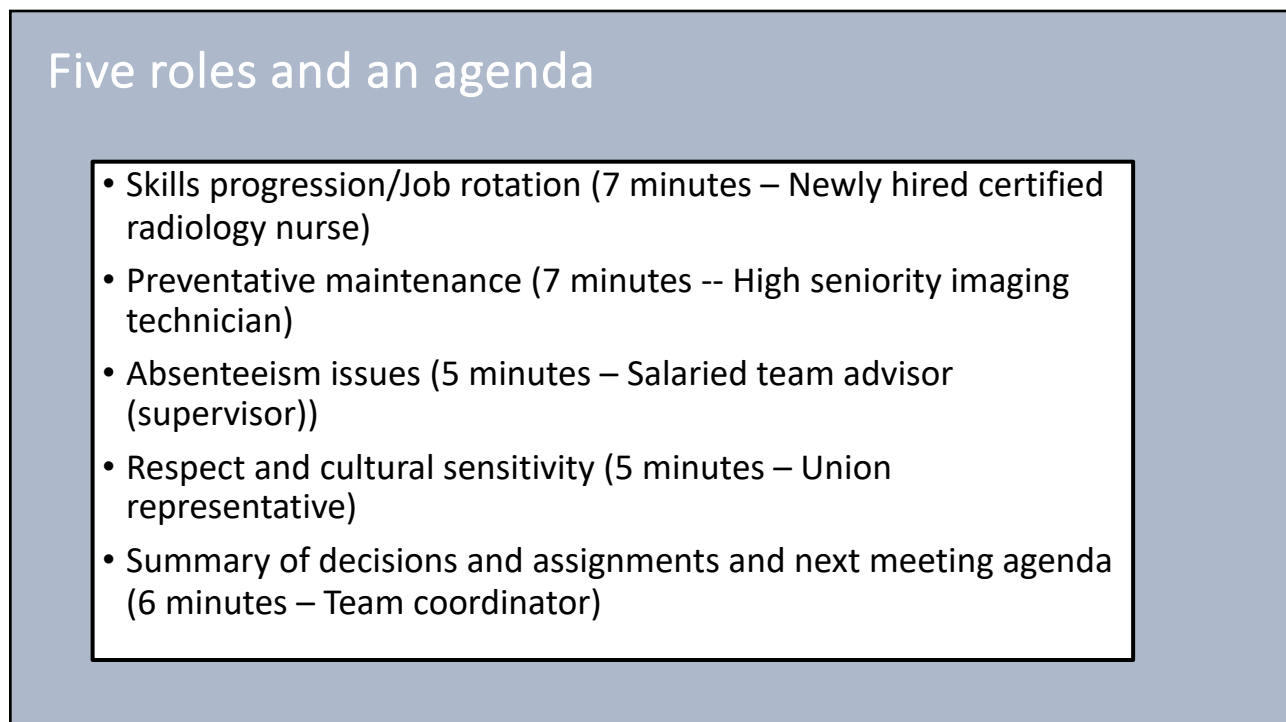 Five roles and an agenda
• Skills progression/Job rotation (7 minutes – Newly hired certified
radiology nurse)
• Preventative maintenance (7 minutes -- High seniority imaging
technician)
• Absenteeism issues (5 minutes – Salaried team advisor
(supervisor))
• Respect and cultural sensitivity (5 minutes – Union
representative)
• Summary of decisions and assignments and next meeting agenda
(6 minutes – Team coordinator)